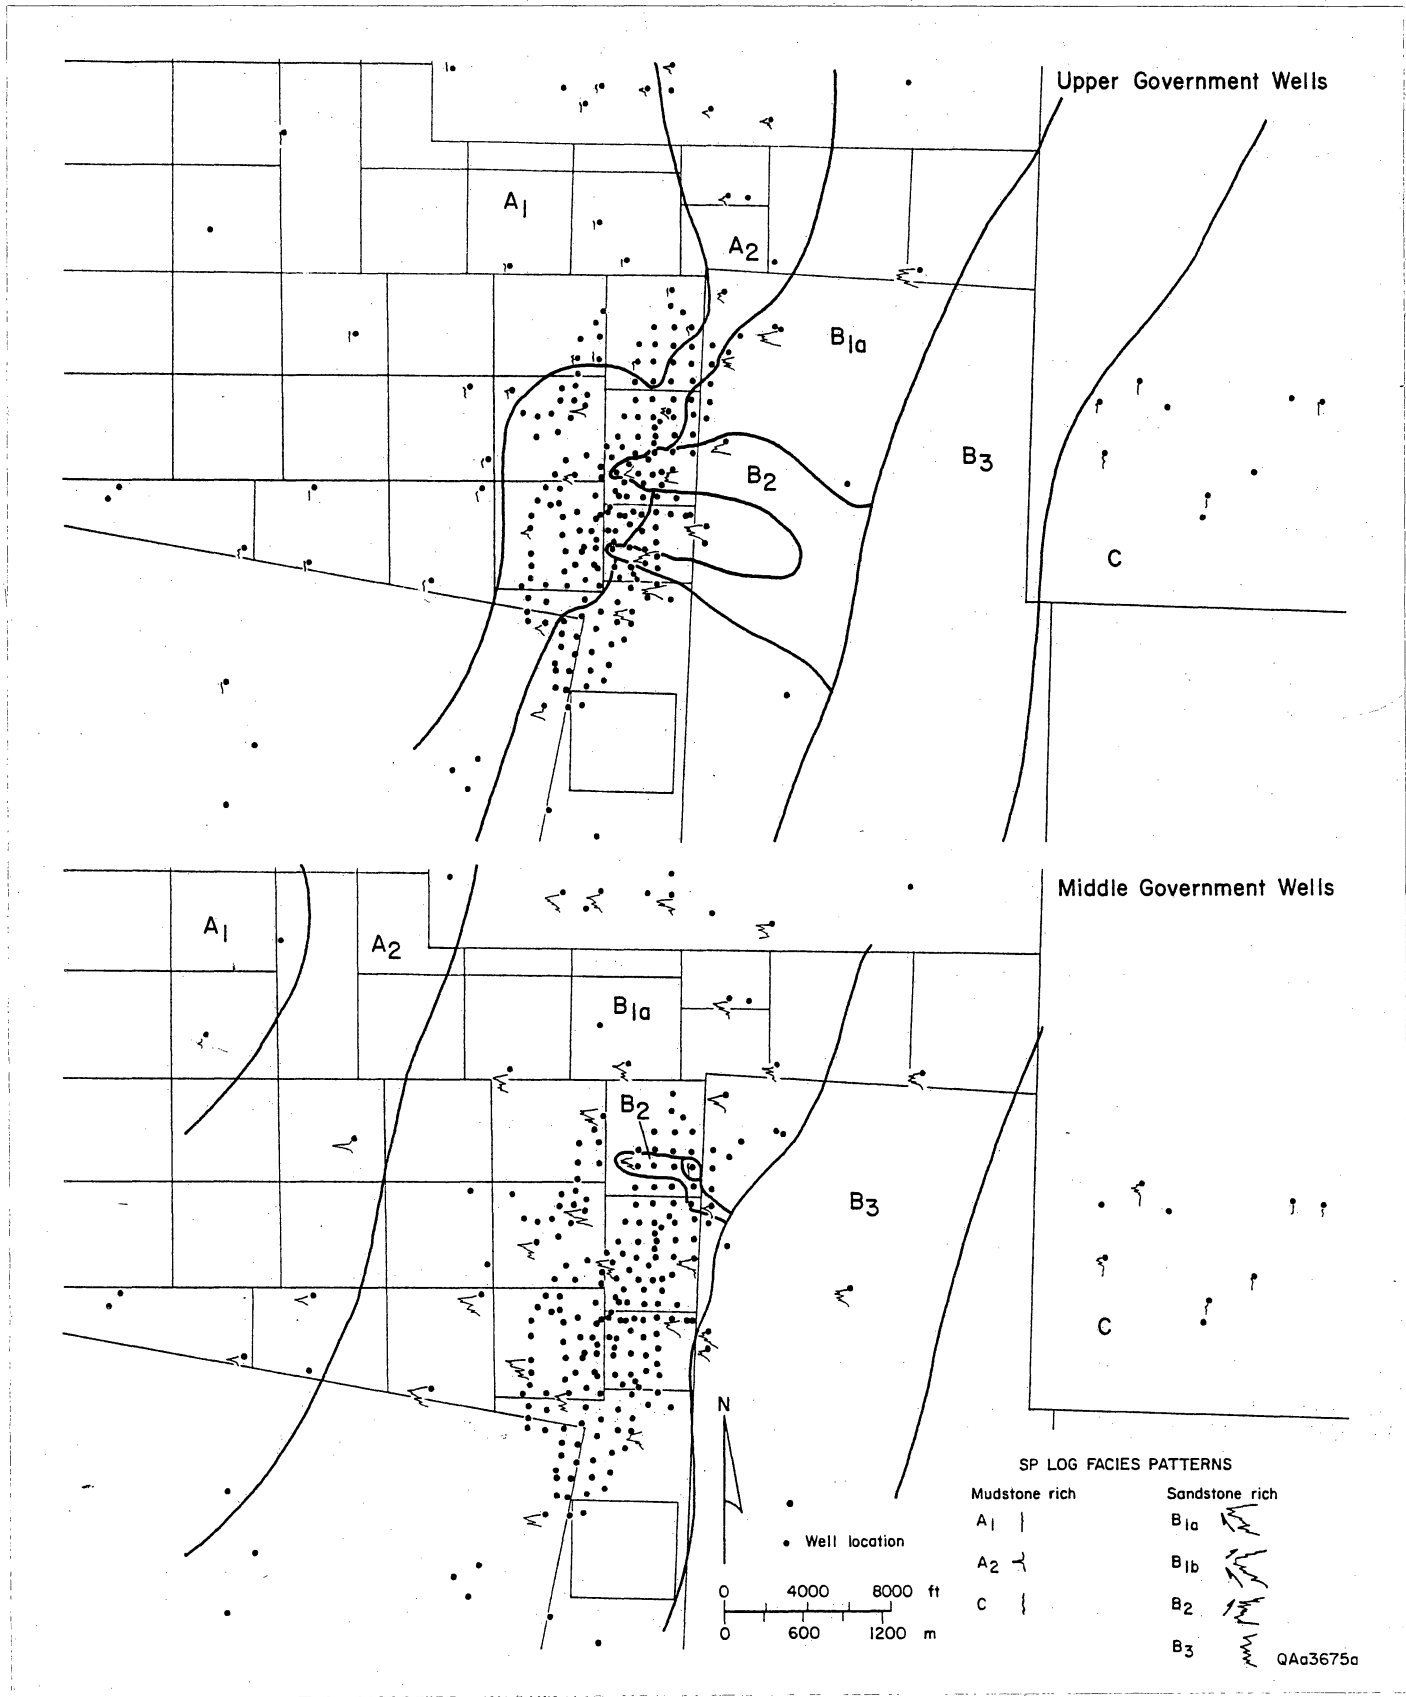 Upper Government Wells
A1
A2
B1a
B2
B3
C
Middle Government Wells
A1
A2
B1a
B2
B3
C
N
SP LOG FACIES PATTERNS
Mudstone rich
Sandstone rich
A1
B1a
A2
B1b
C
B2
B3
Well location
0 4000 8000 ft
0 600 1200 m
QAa3675a